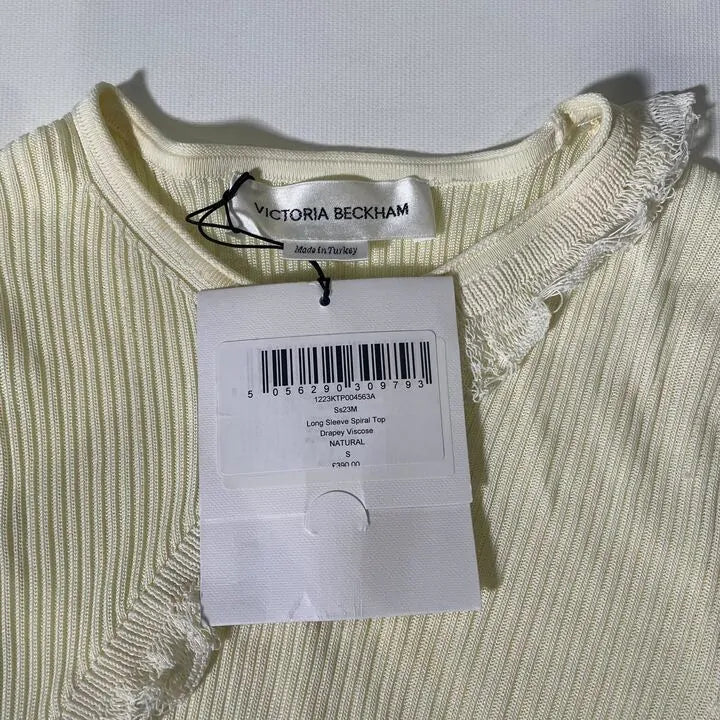 VICTORIA BECKHAM
Made in Turkey
5 056290 309793
1223KTP004563A
Ss23M
Long Sleeve Spiral Top
Drapey Viscose
NATURAL
S
£390.00